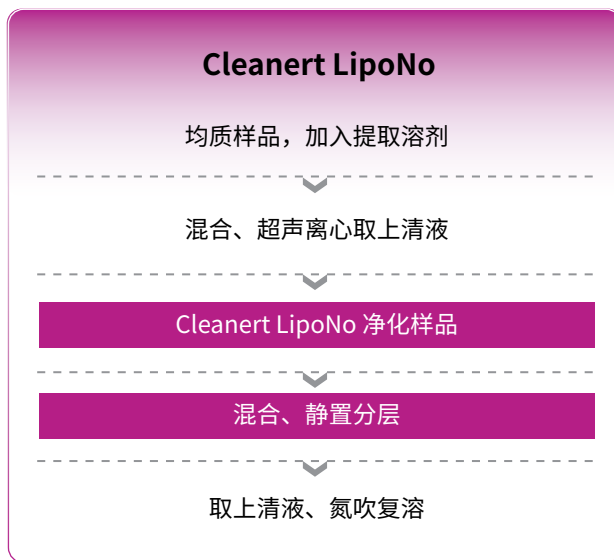 Cleanert LipoNo
均质样品，加入提取溶剂
混合、超声离心取上清液
Cleanert LipoNo 净化样品
混合、静置分层
取上清液、氮吹复溶